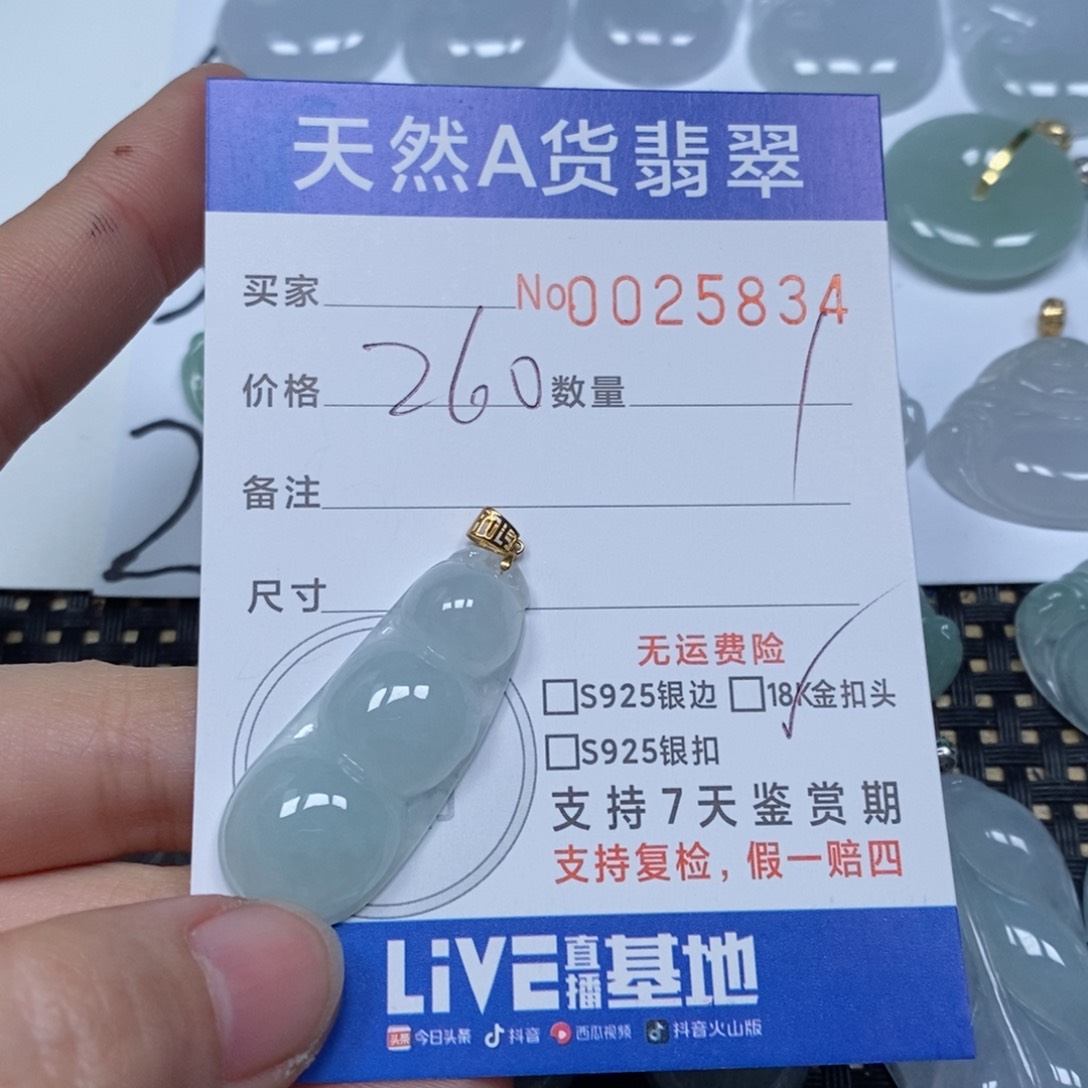 天然A货翡翠
买家 No0025834
价格 260 数量 1
备注
尺寸
无运费险
S925银边 18K金扣头
S925银扣
支持7天鉴赏期
支持复检，假一赔四
LiVE直播基地
头条 今日头条 抖音 西瓜视频 抖音火山版
2